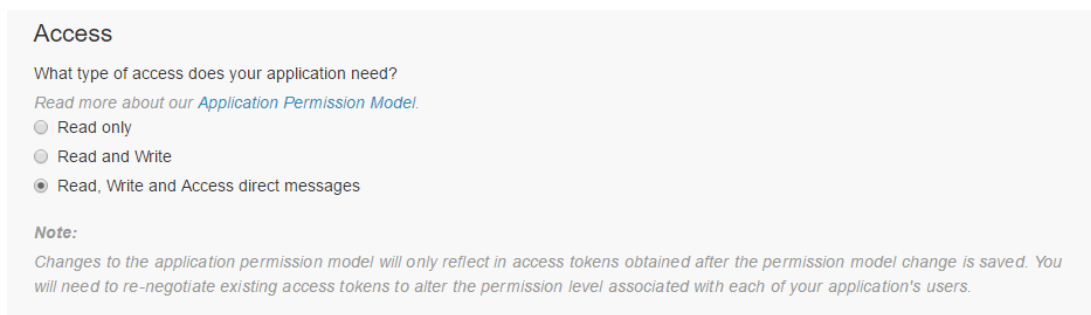 Access
What type of access does your application need?
Read more about our Application Permission Model.
Read only
Read and Write
Read, Write and Access direct messages
Note:
Changes to the application permission model will only reflect in access tokens obtained after the permission model change is saved. You
will need to re-negotiate existing access tokens to alter the permission level associated with each of your application's users.